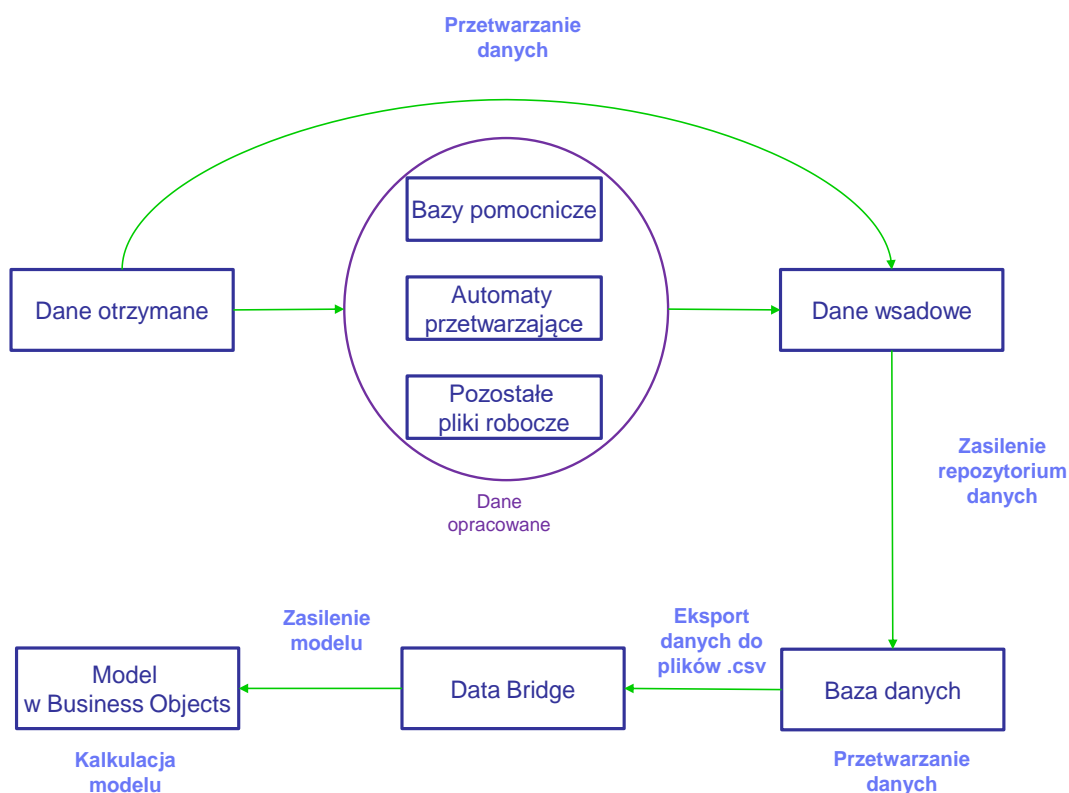 Przetwarzanie
danych
Bazy pomocnicze
Dane otrzymane
Automaty
przetwarzające
Dane wsadowe
Pozostałe
pliki robocze
Dane
opracowane
Zasilenie
repozytorium
danych
Zasilenie
modelu
Eksport
danych do
plików .csv
Model
w Business Objects
Data Bridge
Baza danych
Kalkulacja
modelu
Przetwarzanie
danych